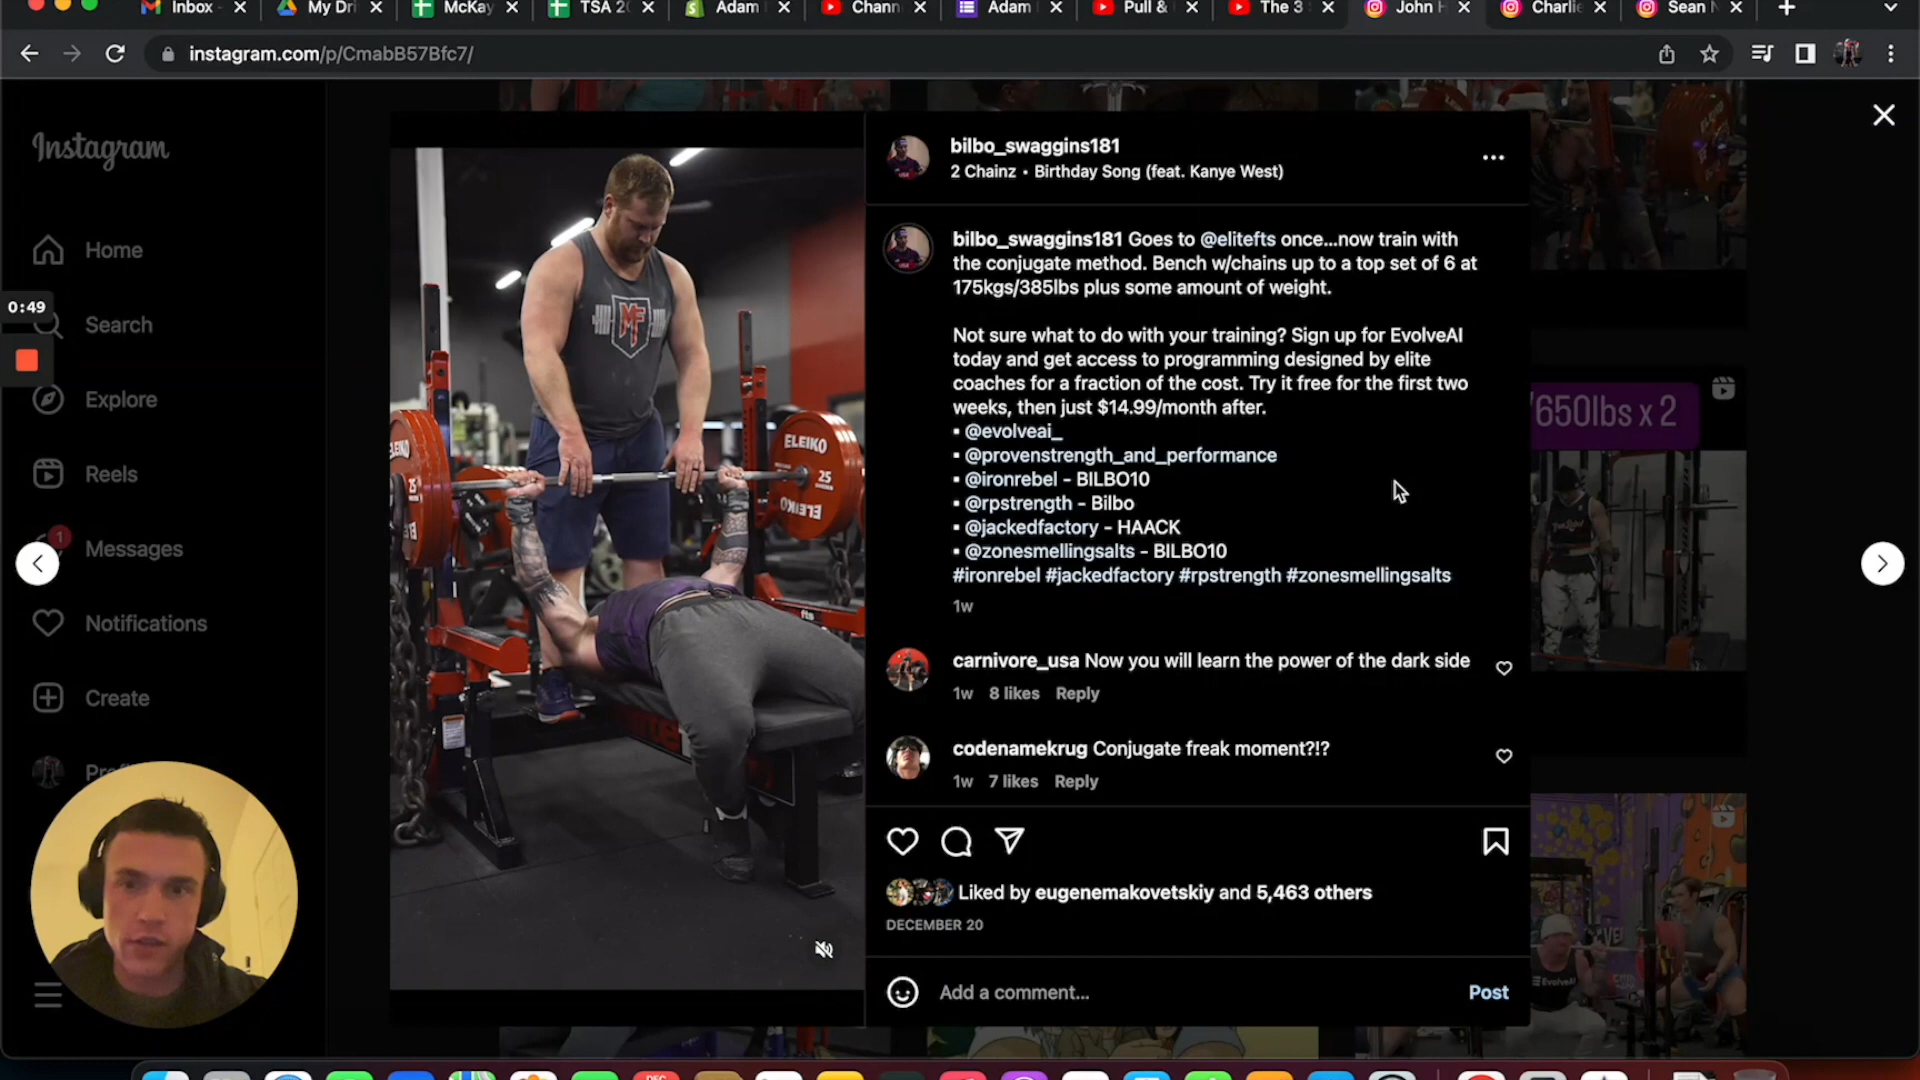 Inbox
My Dri
McKay
TSA 20
Adam
Chann
Adam
Pull &
The 3
John H
Charlie
Sean
instagram.com/p/CmabB57Bfc7/
Instagram
Home
0:49
Search
Explore
Reels
1
Messages
Notifications
Create
MF
ELEIKO
25
ELEIKO
25
fts
bilbo_swaggins181
2 Chainz • Birthday Song (feat. Kanye West)
bilbo_swaggins181 Goes to @elitefts once...now train with
the conjugate method. Bench w/chains up to a top set of 6 at
175kgs/385lbs plus some amount of weight.
Not sure what to do with your training? Sign up for EvolveAI
today and get access to programming designed by elite
coaches for a fraction of the cost. Try it free for the first two
weeks, then just $14.99/month after.
▪ @evolveai_
▪ @provenstrength_and_performance
▪ @ironrebel - BILBO10
▪ @rpstrength - Bilbo
▪ @jackedfactory - HAACK
▪ @zonesmellingsalts - BILBO10
#ironrebel #jackedfactory #rpstrength #zonesmellingsalts
1w
carnivore_usa Now you will learn the power of the dark side
1w 8 likes Reply
codenamekrug Conjugate freak moment?!?
1w 7 likes Reply
Liked by eugenemakovetskiy and 5,463 others
DECEMBER 20
Add a comment...
Post
/650lbs x 2
EvolveAI